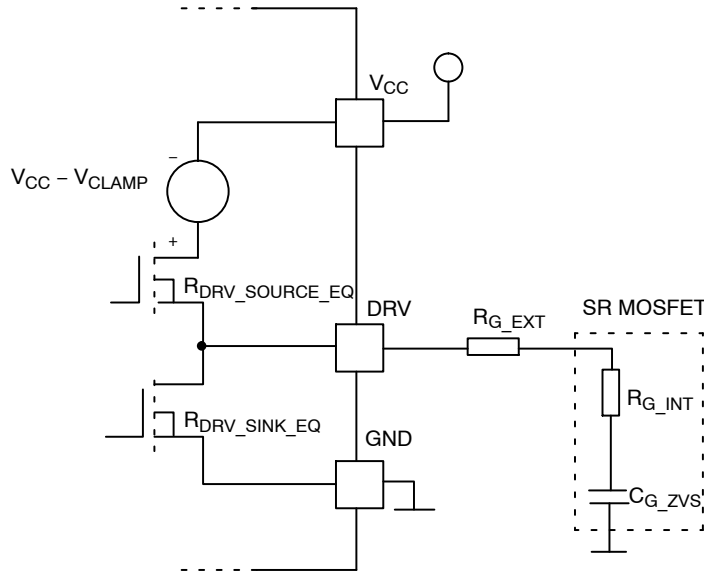 V_CC
−
V_CC − V_CLAMP
+
R_DRV_SOURCE_EQ
DRV
R_G_EXT
SR MOSFET
R_G_INT
R_DRV_SINK_EQ
GND
C_G_ZVS